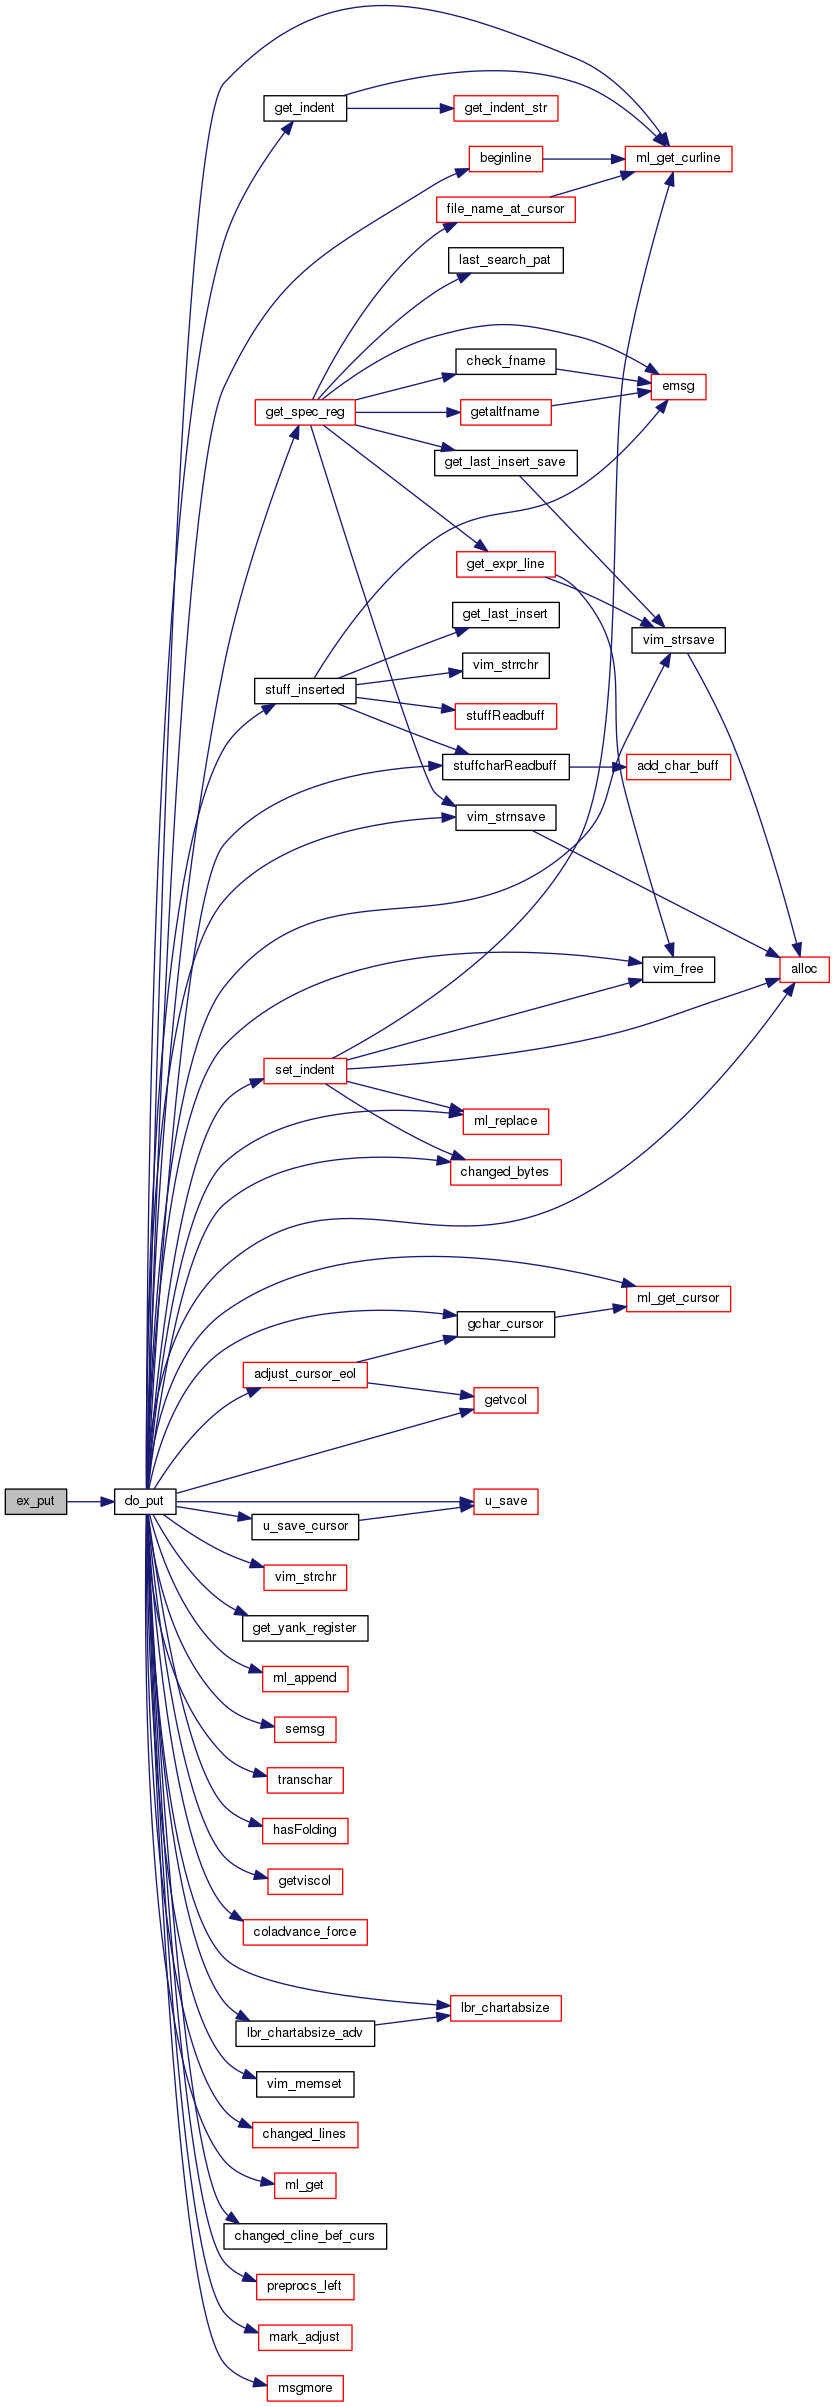 get_indent
get_indent_str
beginline
ml_get_curline
file_name_at_cursor
last_search_pat
check_fname
emsg
get_spec_reg
getaltfname
get_last_insert_save
get_expr_line
get_last_insert
vim_strsave
vim_strrchr
stuff_inserted
stuffReadbuff
stuffcharReadbuff
add_char_buff
vim_strnsave
vim_free
alloc
set_indent
ml_replace
changed_bytes
ml_get_cursor
gchar_cursor
adjust_cursor_eol
getvcol
ex_put
do_put
u_save
u_save_cursor
vim_strchr
get_yank_register
ml_append
semsg
transchar
hasFolding
getviscol
coladvance_force
lbr_chartabsize
lbr_chartabsize_adv
vim_memset
changed_lines
ml_get
changed_cline_bef_curs
preprocs_left
mark_adjust
msgmore